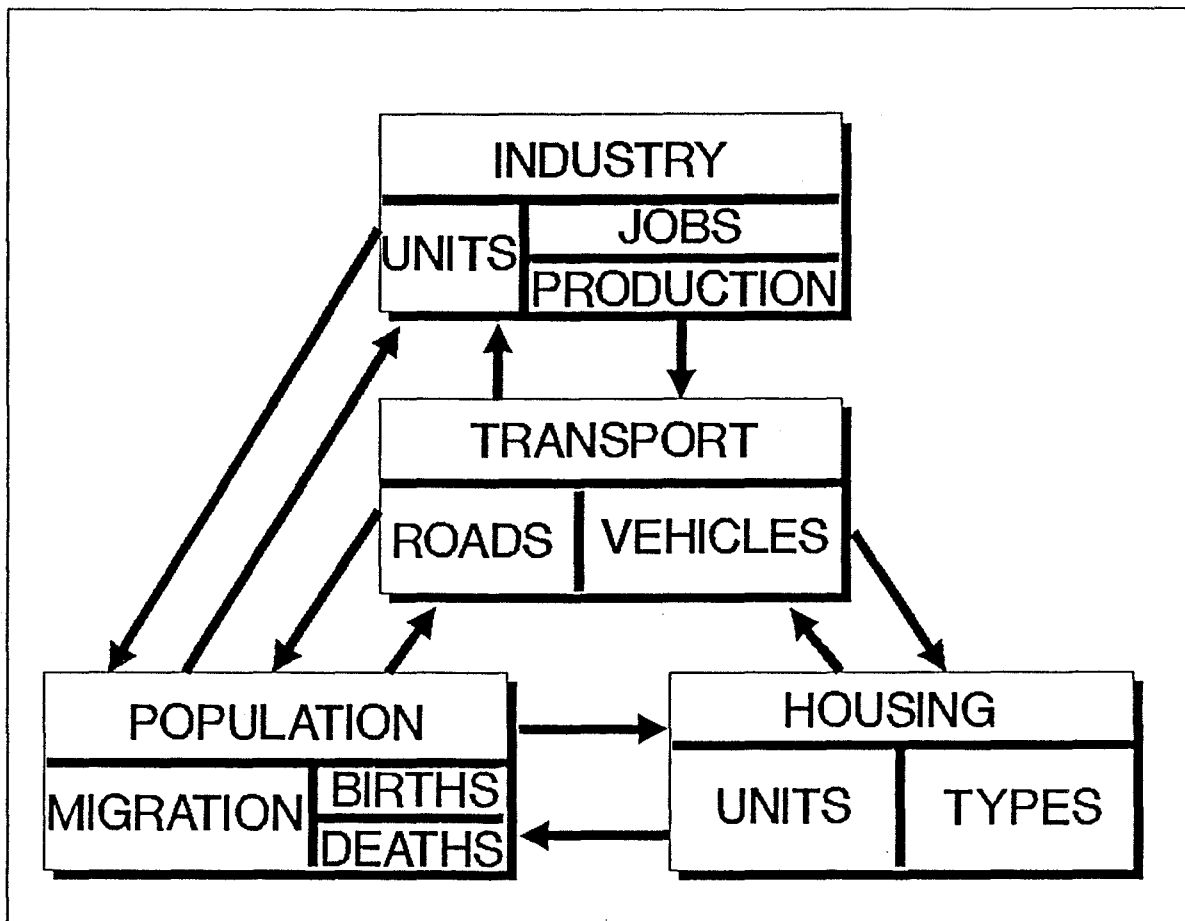 INDUSTRY
UNITS
JOBS
PRODUCTION
TRANSPORT
ROADS
VEHICLES
POPULATION
MIGRATION
BIRTHS
DEATHS
HOUSING
UNITS
TYPES